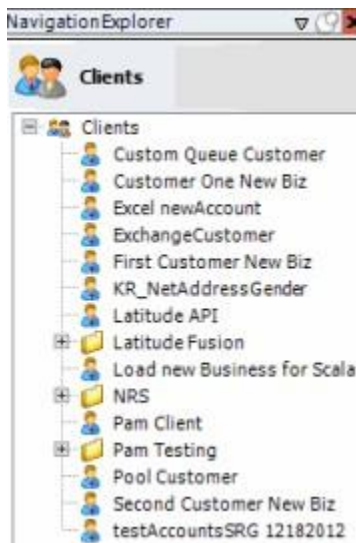 NavigationExplorer
Clients
Clients
Custom Queue Customer
Customer One New Biz
Excel newAccount
ExchangeCustomer
First Customer New Biz
KR_NetAddressGender
Latitude API
Latitude Fusion
Load new Business for Scala
NRS
Pam Client
Pam Testing
Pool Customer
Second Customer New Biz
testAccountsSRG 12182012